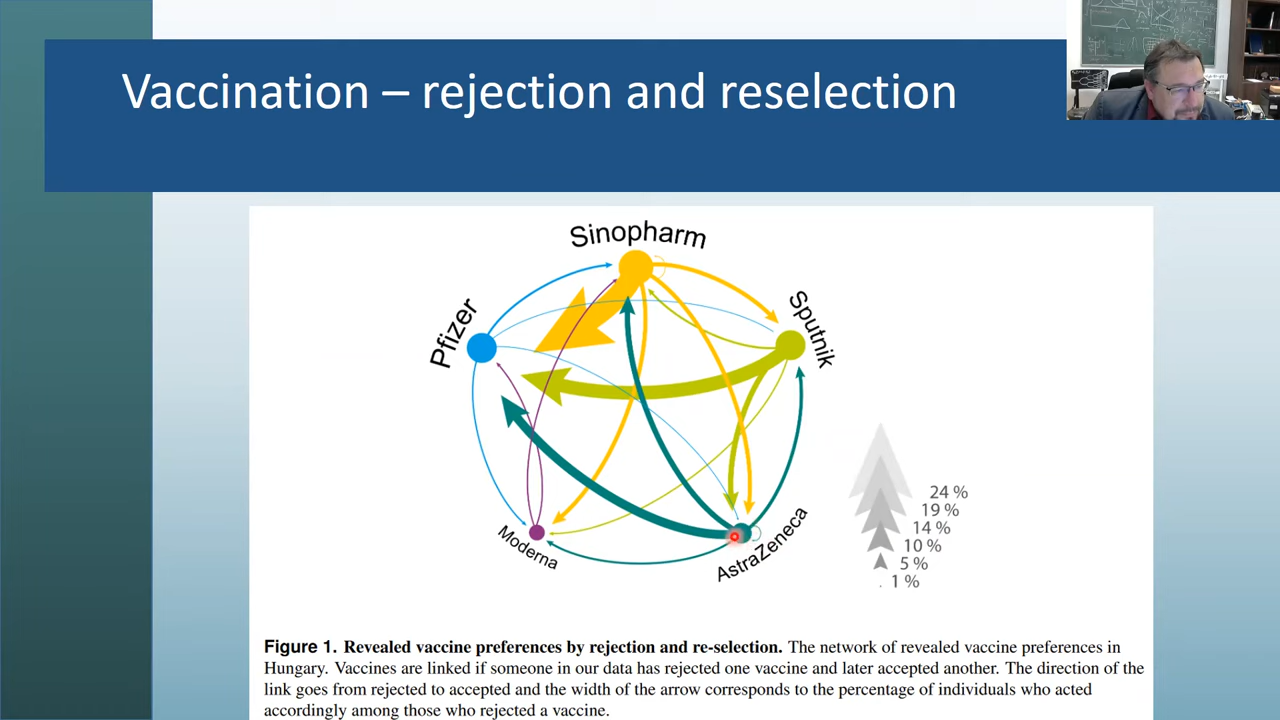 Vaccination – rejection and reselection
Sinopharm
Pfizer
Sputnik
Moderna
AstraZeneca
24 %
19 %
14 %
10 %
5 %
1 %
Figure 1. Revealed vaccine preferences by rejection and re-selection. The network of revealed vaccine preferences in
Hungary. Vaccines are linked if someone in our data has rejected one vaccine and later accepted another. The direction of the
link goes from rejected to accepted and the width of the arrow corresponds to the percentage of individuals who acted
accordingly among those who rejected a vaccine.